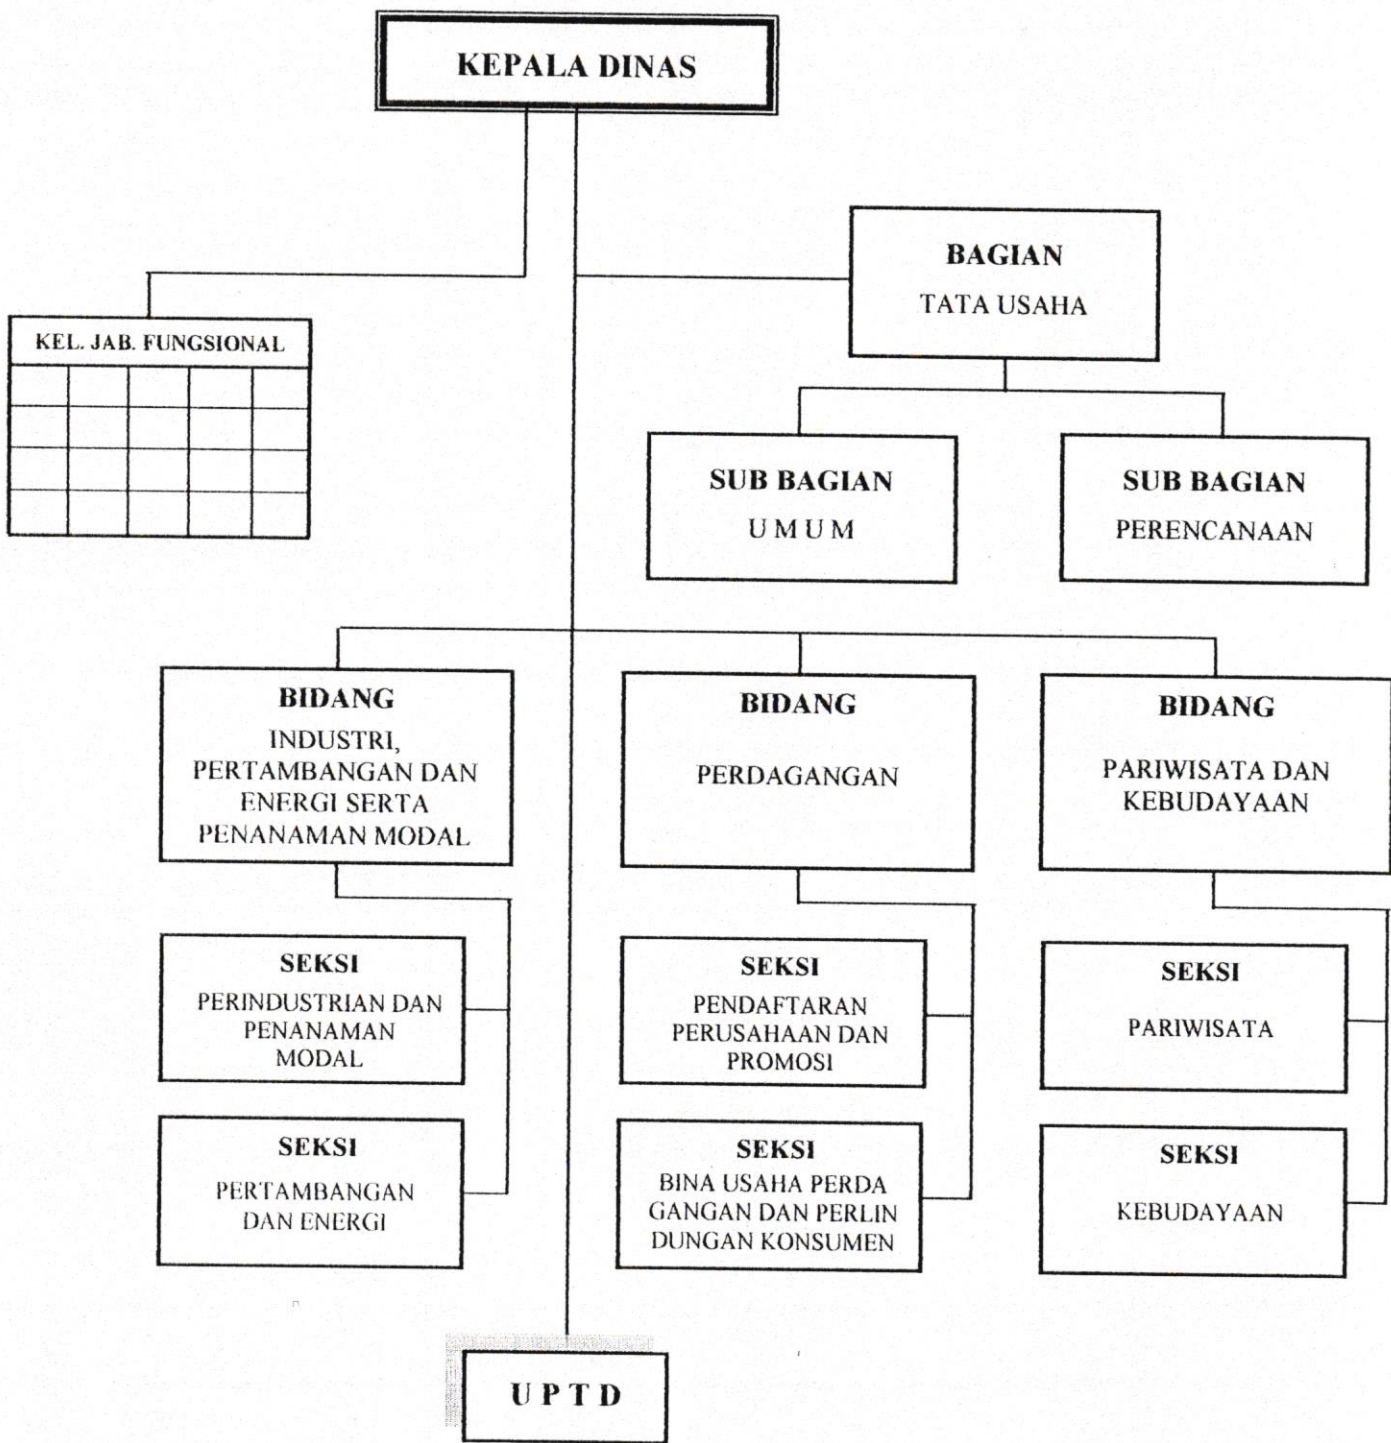 KEPALA DINAS
BAGIAN
TATA USAHA
KEL. JAB. FUNGSIONAL
SUB BAGIAN
U M U M
SUB BAGIAN
PERENCANAAN
BIDANG
INDUSTRI,
PERTAMBANGAN DAN
ENERGI SERTA
PENANAMAN MODAL
BIDANG
PERDAGANGAN
BIDANG
PARIWISATA DAN
KEBUDAYAAN
SEKSI
PERINDUSTRIAN DAN
PENANAMAN
MODAL
SEKSI
PENDAFTARAN
PERUSAHAAN DAN
PROMOSI
SEKSI
PARIWISATA
SEKSI
PERTAMBANGAN
DAN ENERGI
SEKSI
BINA USAHA PERDA
GANGAN DAN PERLIN
DUNGAN KONSUMEN
SEKSI
KEBUDAYAAN
U P T D